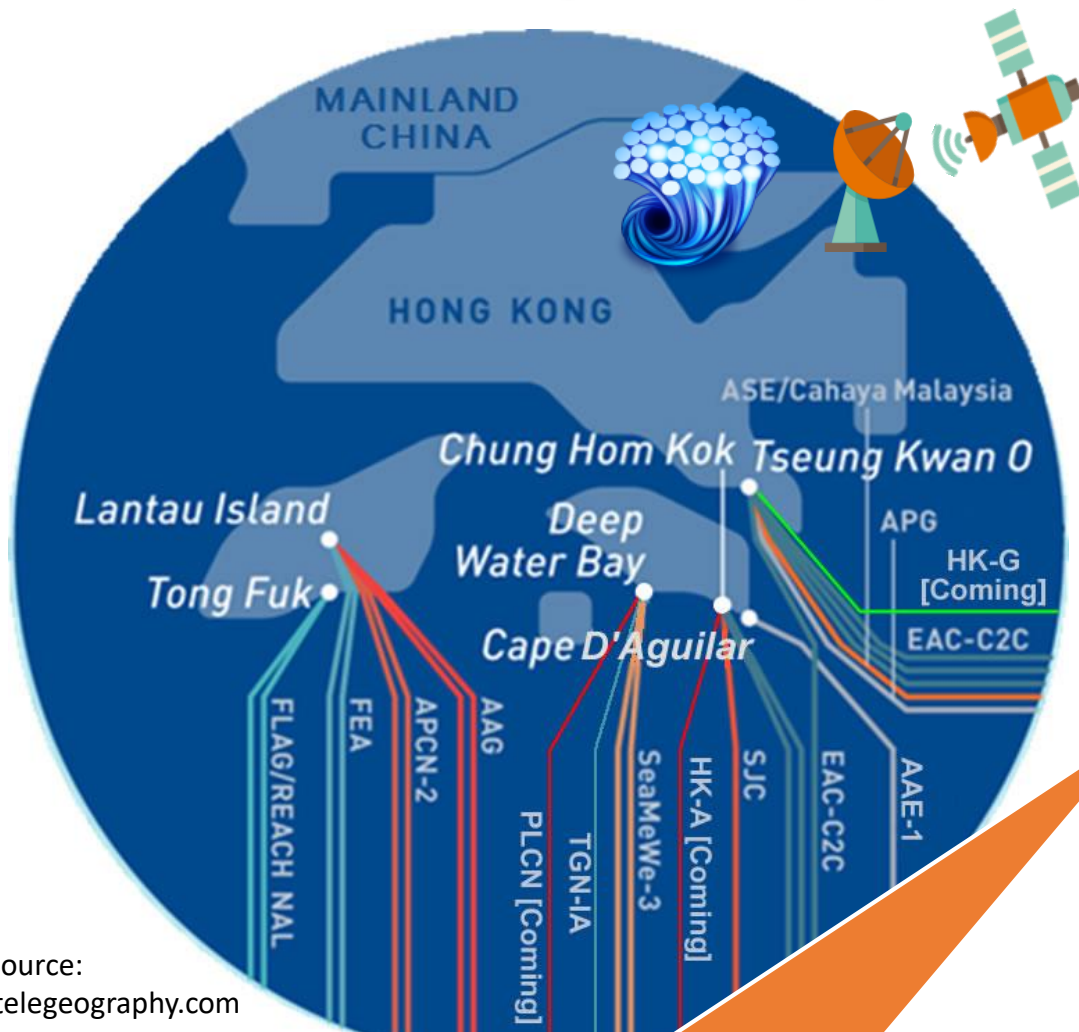 MAINLAND
CHINA
HONG KONG
ASE/Cahaya Malaysia
Chung Hom Kok
Tseung Kwan O
Lantau Island
Deep
Water Bay
APG
HK-G
[Coming]
Tong Fuk
Cape D'Aguilar
EAC-C2C
FLAG/REACH NAL
FEA
APCN-2
AAG
PLCN [Coming]
TGN-IA
SeaMeWe-3
HK-A [Coming]
SJC
EAC-C2C
AAE-1
ource:
telegeography.com